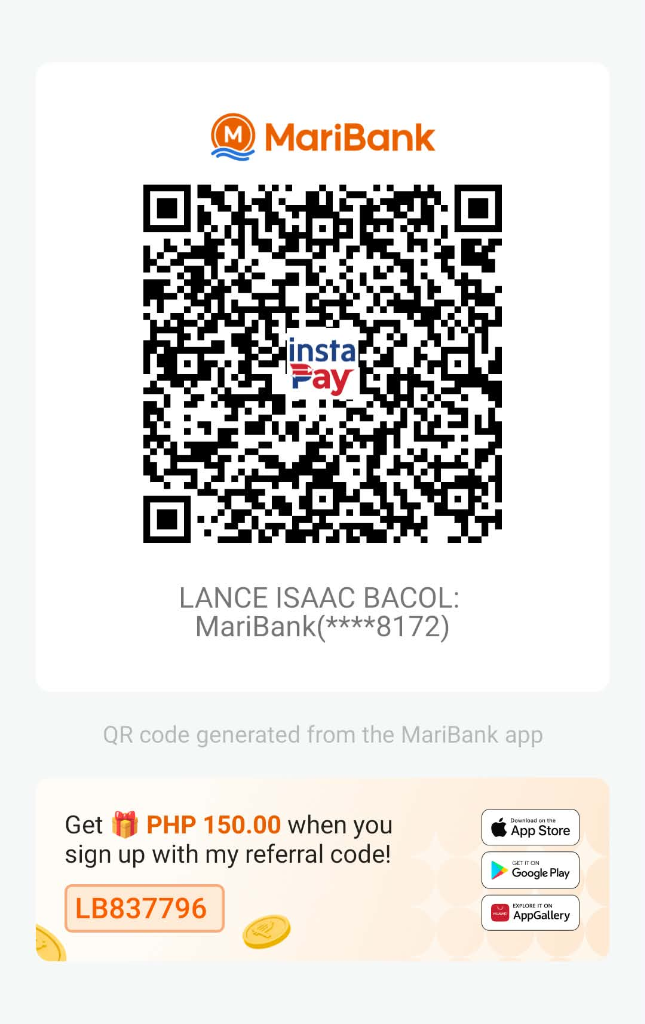 MariBank
insta
Pay
LANCE ISAAC BACOL:
MariBank(****8172)
QR code generated from the MariBank app
Get 🎁 PHP 150.00 when you
sign up with my referral code!
LB837796
Download on the
App Store
GET IT ON
Google Play
EXPLORE IT ON
AppGallery